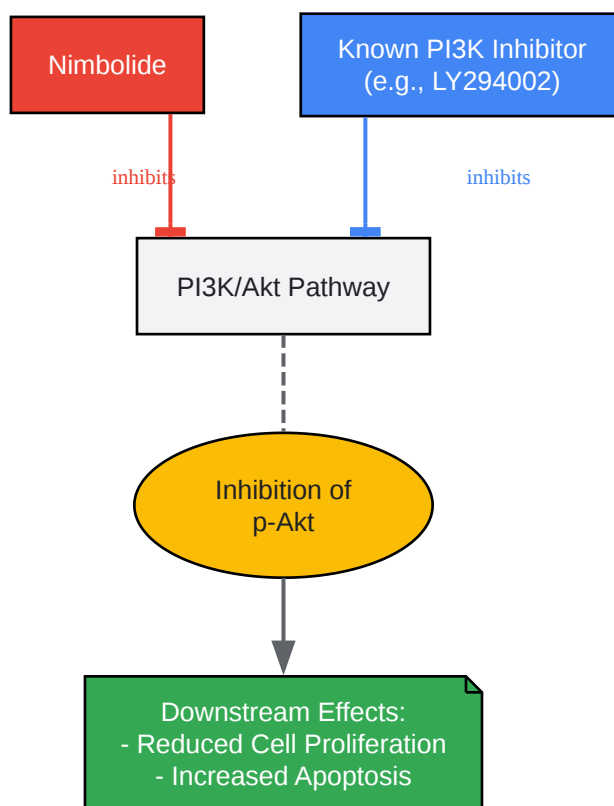 Nimbolide
Known PI3K Inhibitor
(e.g., LY294002)
inhibits
inhibits
PI3K/Akt Pathway
Inhibition of
p-Akt
Downstream Effects:
- Reduced Cell Proliferation
- Increased Apoptosis